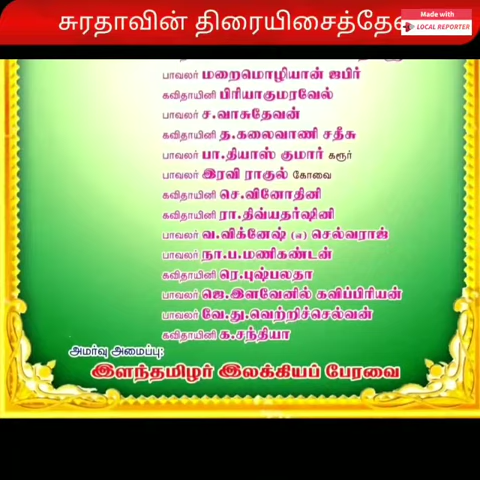 சுரதாவின் திரையிசைத்தே
Made with
LOCAL REPORTER
பாவலர் மறைமொழியான் ஜபிர்
கவிதாயினி பிரியாகுமரவேல்
பாவலர் ச.வாசுதேவன்
கவிதாயினி த.கலைவாணி சதீசு
பாவலர் பா.தியாஸ் குமார் கரூர்
பாவலர் இரவி ராகுல் கோவை
கவிதாயினி செ.வினோதினி
கவிதாயினி ரா.திவ்யதர்ஷினி
பாவலர் வ.விக்னேஷ் (எ) செல்வராஜ்
பாவலர் நா.ப.மணிகண்டன்
கவிதாயினி ரெ.புஷ்பலதா
பாவலர் ஜெ.இளவேனில் கவிப்பிரியன்
பாவலர் வே.து.வெற்றிச்செல்வன்
கவிதாயினி க.சந்தியா
அமர்வு அமைப்பு:
இளந்தமிழர் இலக்கியப் பேரவை